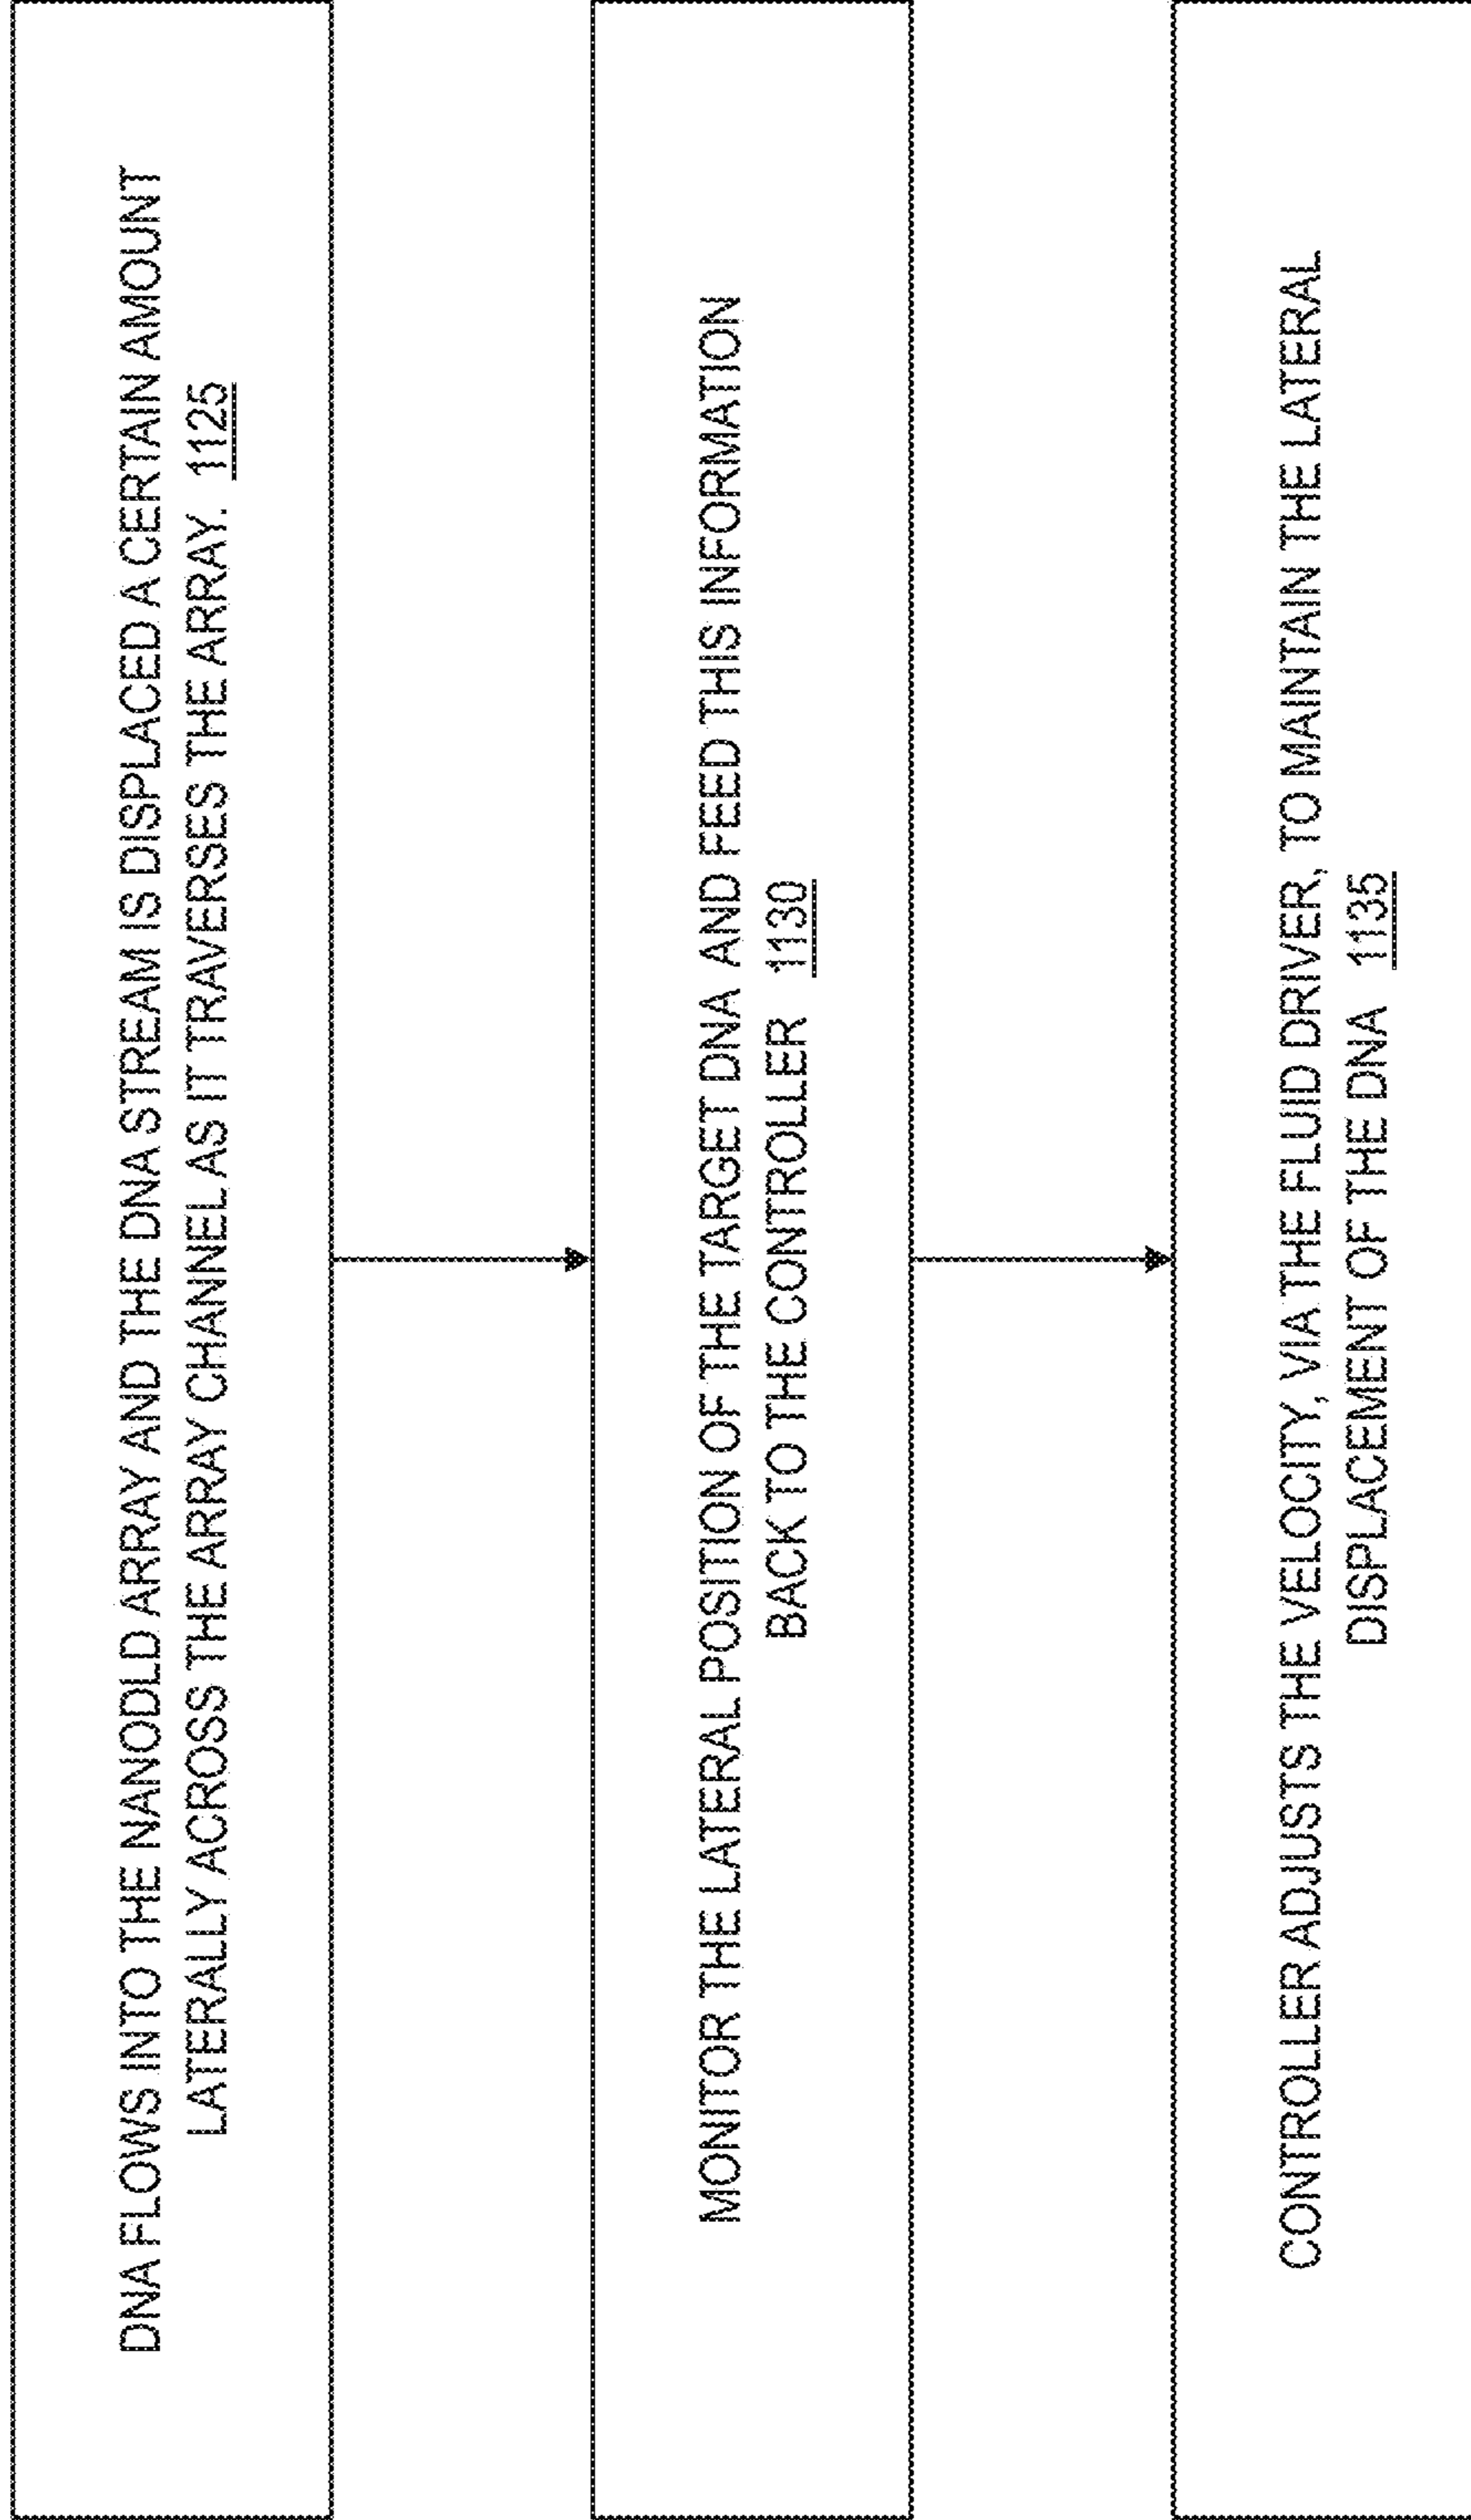 DNA FLOWS INTO THE NANODLD ARRAY AND THE DNA STREAM IS DISPLACED A CERTAIN AMOUNT
LATERALLY ACROSS THE ARRAY CHANNEL AS IT TRAVERSES THE ARRAY. 1125
MONITOR THE LATERAL POSITION OF THE TARGET DNA AND FEED THIS INFORMATION
BACK TO THE CONTROLLER 1130
CONTROLLER ADJUSTS THE VELOCITY, VIA THE FLUID DRIVER, TO MAINTAIN THE LATERAL
DISPLACEMENT OF THE DNA 1135